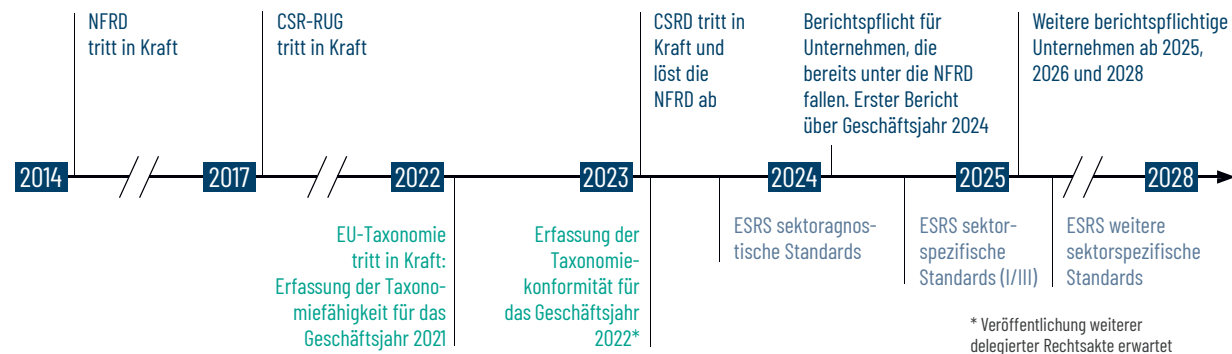 NFRD
tritt in Kraft
CSR-RUG
tritt in Kraft
CSRD tritt in
Kraft und
löst die
NFRD ab
Berichtspflicht für
Unternehmen, die
bereits unter die NFRD
fallen. Erster Bericht
über Geschäftsjahr 2024
Weitere berichtspflichtige
Unternehmen ab 2025,
2026 und 2028
2014
2017
2022
2023
2024
2025
2028
EU-Taxonomie
tritt in Kraft:
Erfassung der Taxono-
miefähigkeit für das
Geschäftsjahr 2021
Erfassung der
Taxonomie-
konformität für
das Geschäftsjahr
2022*
ESRS sektoragnos-
tische Standards
ESRS sektor-
spezifische
Standards (I/III)
ESRS weitere
sektorspezifische
Standards
* Veröffentlichung weiterer
delegierter Rechtsakte erwartet